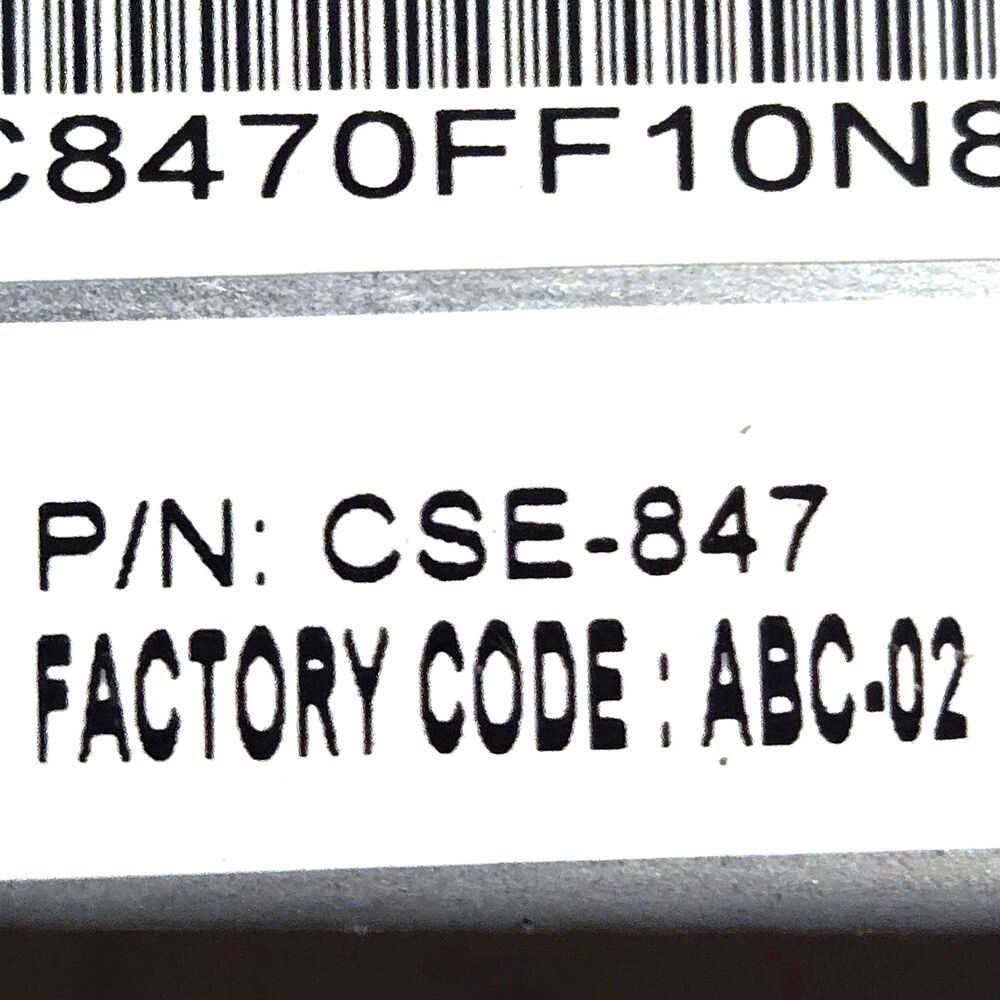 C8470FF10N8
P/N: CSE-847
FACTORY CODE : ABC-02